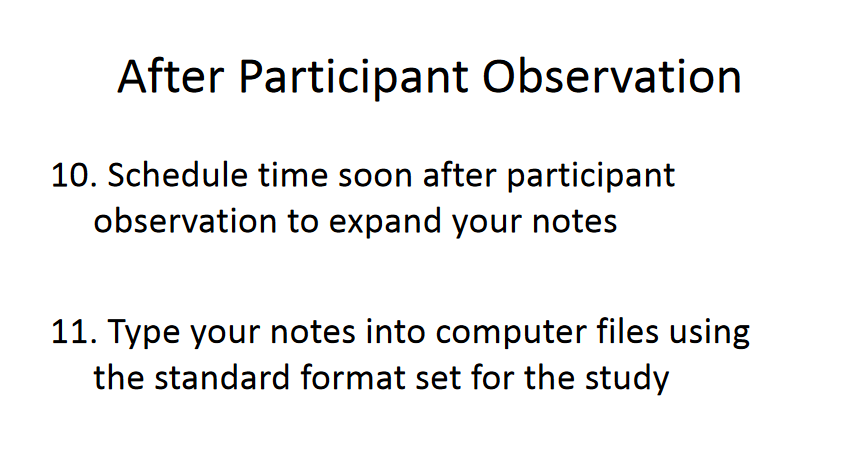 After Participant Observation
10. Schedule time soon after participant
observation to expand your notes
11. Type your notes into computer files using
the standard format set for the study